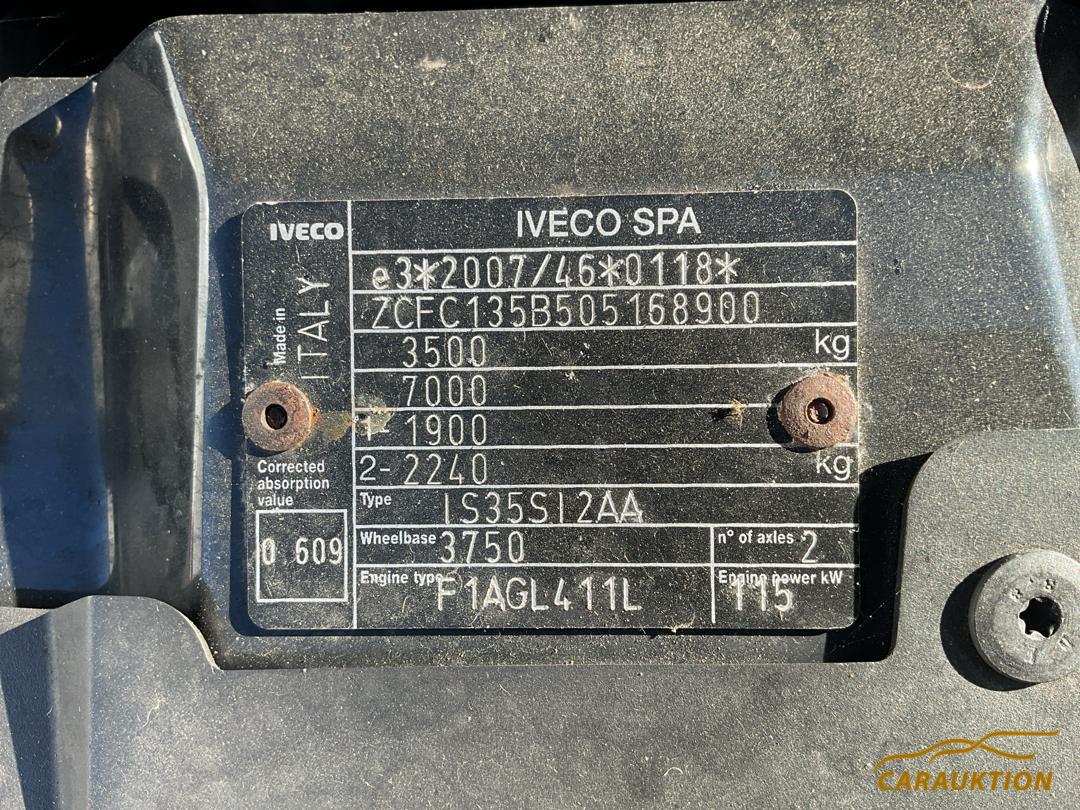 IVECO
IVECO SPA
e3*2007/46*0118*
ZCFC135B505168900
Made in
ITALY
3500 kg
7000
1- 1900
2- 2240 kg
Corrected
absorption
value
0 609
Type IS35SI2AA
Wheelbase 3750 n° of axles 2
Engine type F1AGL411L Engine power kW 115
CARAUKTION